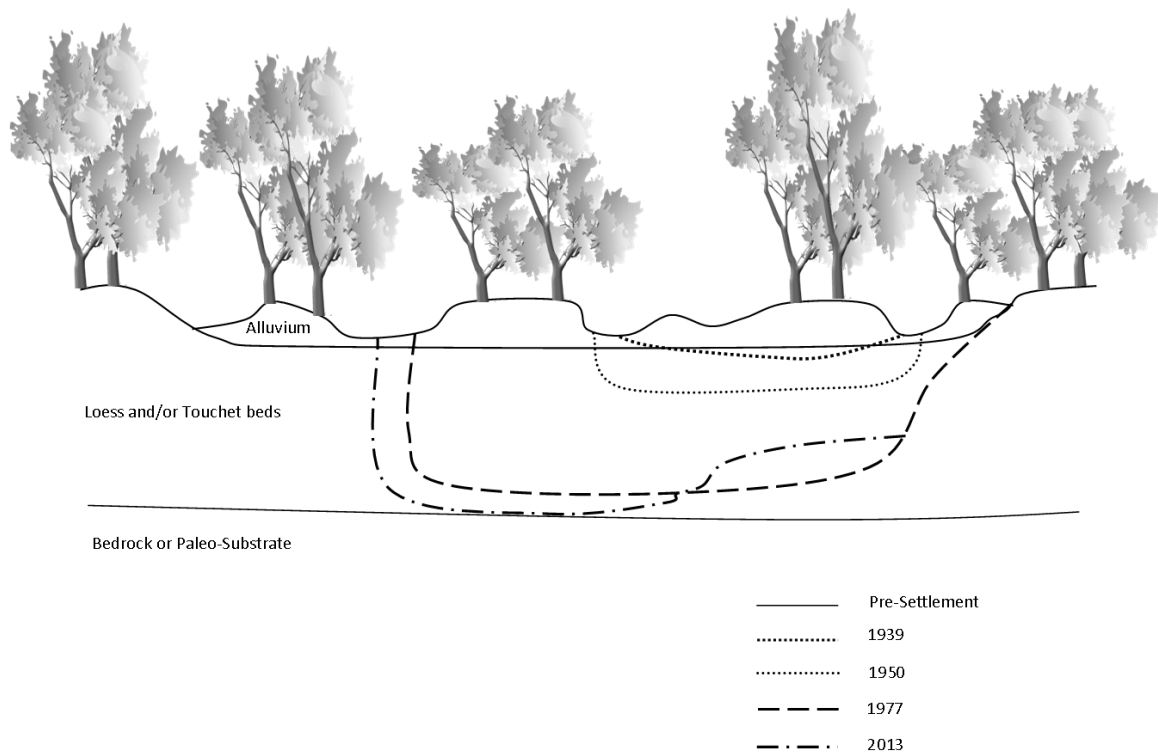 Alluvium
Loess and/or Touchet beds
Bedrock or Paleo-Substrate
Pre-Settlement
1939
1950
1977
2013